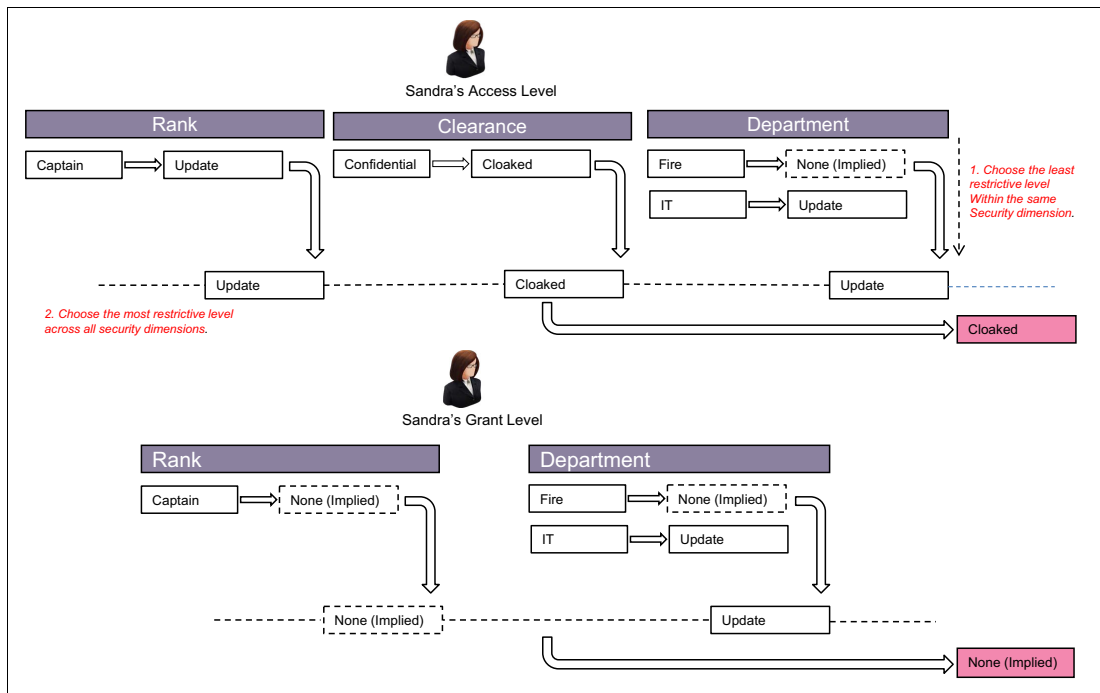 Sandra's Access Level
Rank
Clearance
Department
Captain
Update
Confidential
Cloaked
Fire
None (Implied)
1. Choose the least
restrictive level
Within the same
Security dimension.
IT
Update
Update
Cloaked
Update
2. Choose the most restrictive level
across all security dimensions.
Cloaked
Sandra's Grant Level
Rank
Department
Captain
None (Implied)
Fire
None (Implied)
IT
Update
None (Implied)
Update
None (Implied)